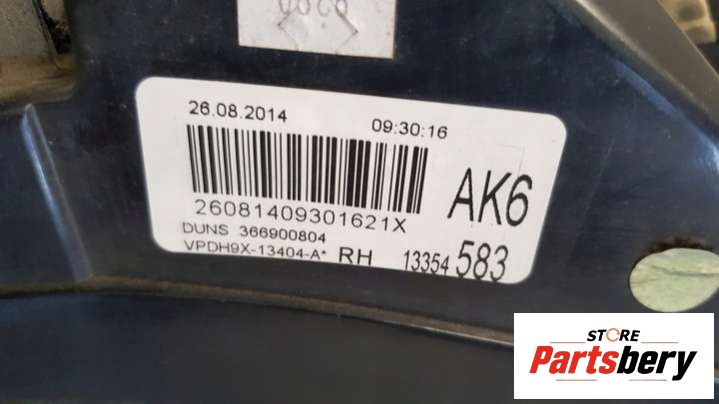 26.08.2014 09:30:16
26081409301621X
AK6
DUNS 366900804
VPDH9X-13404-A* RH 13354 583
STORE
Partsbery